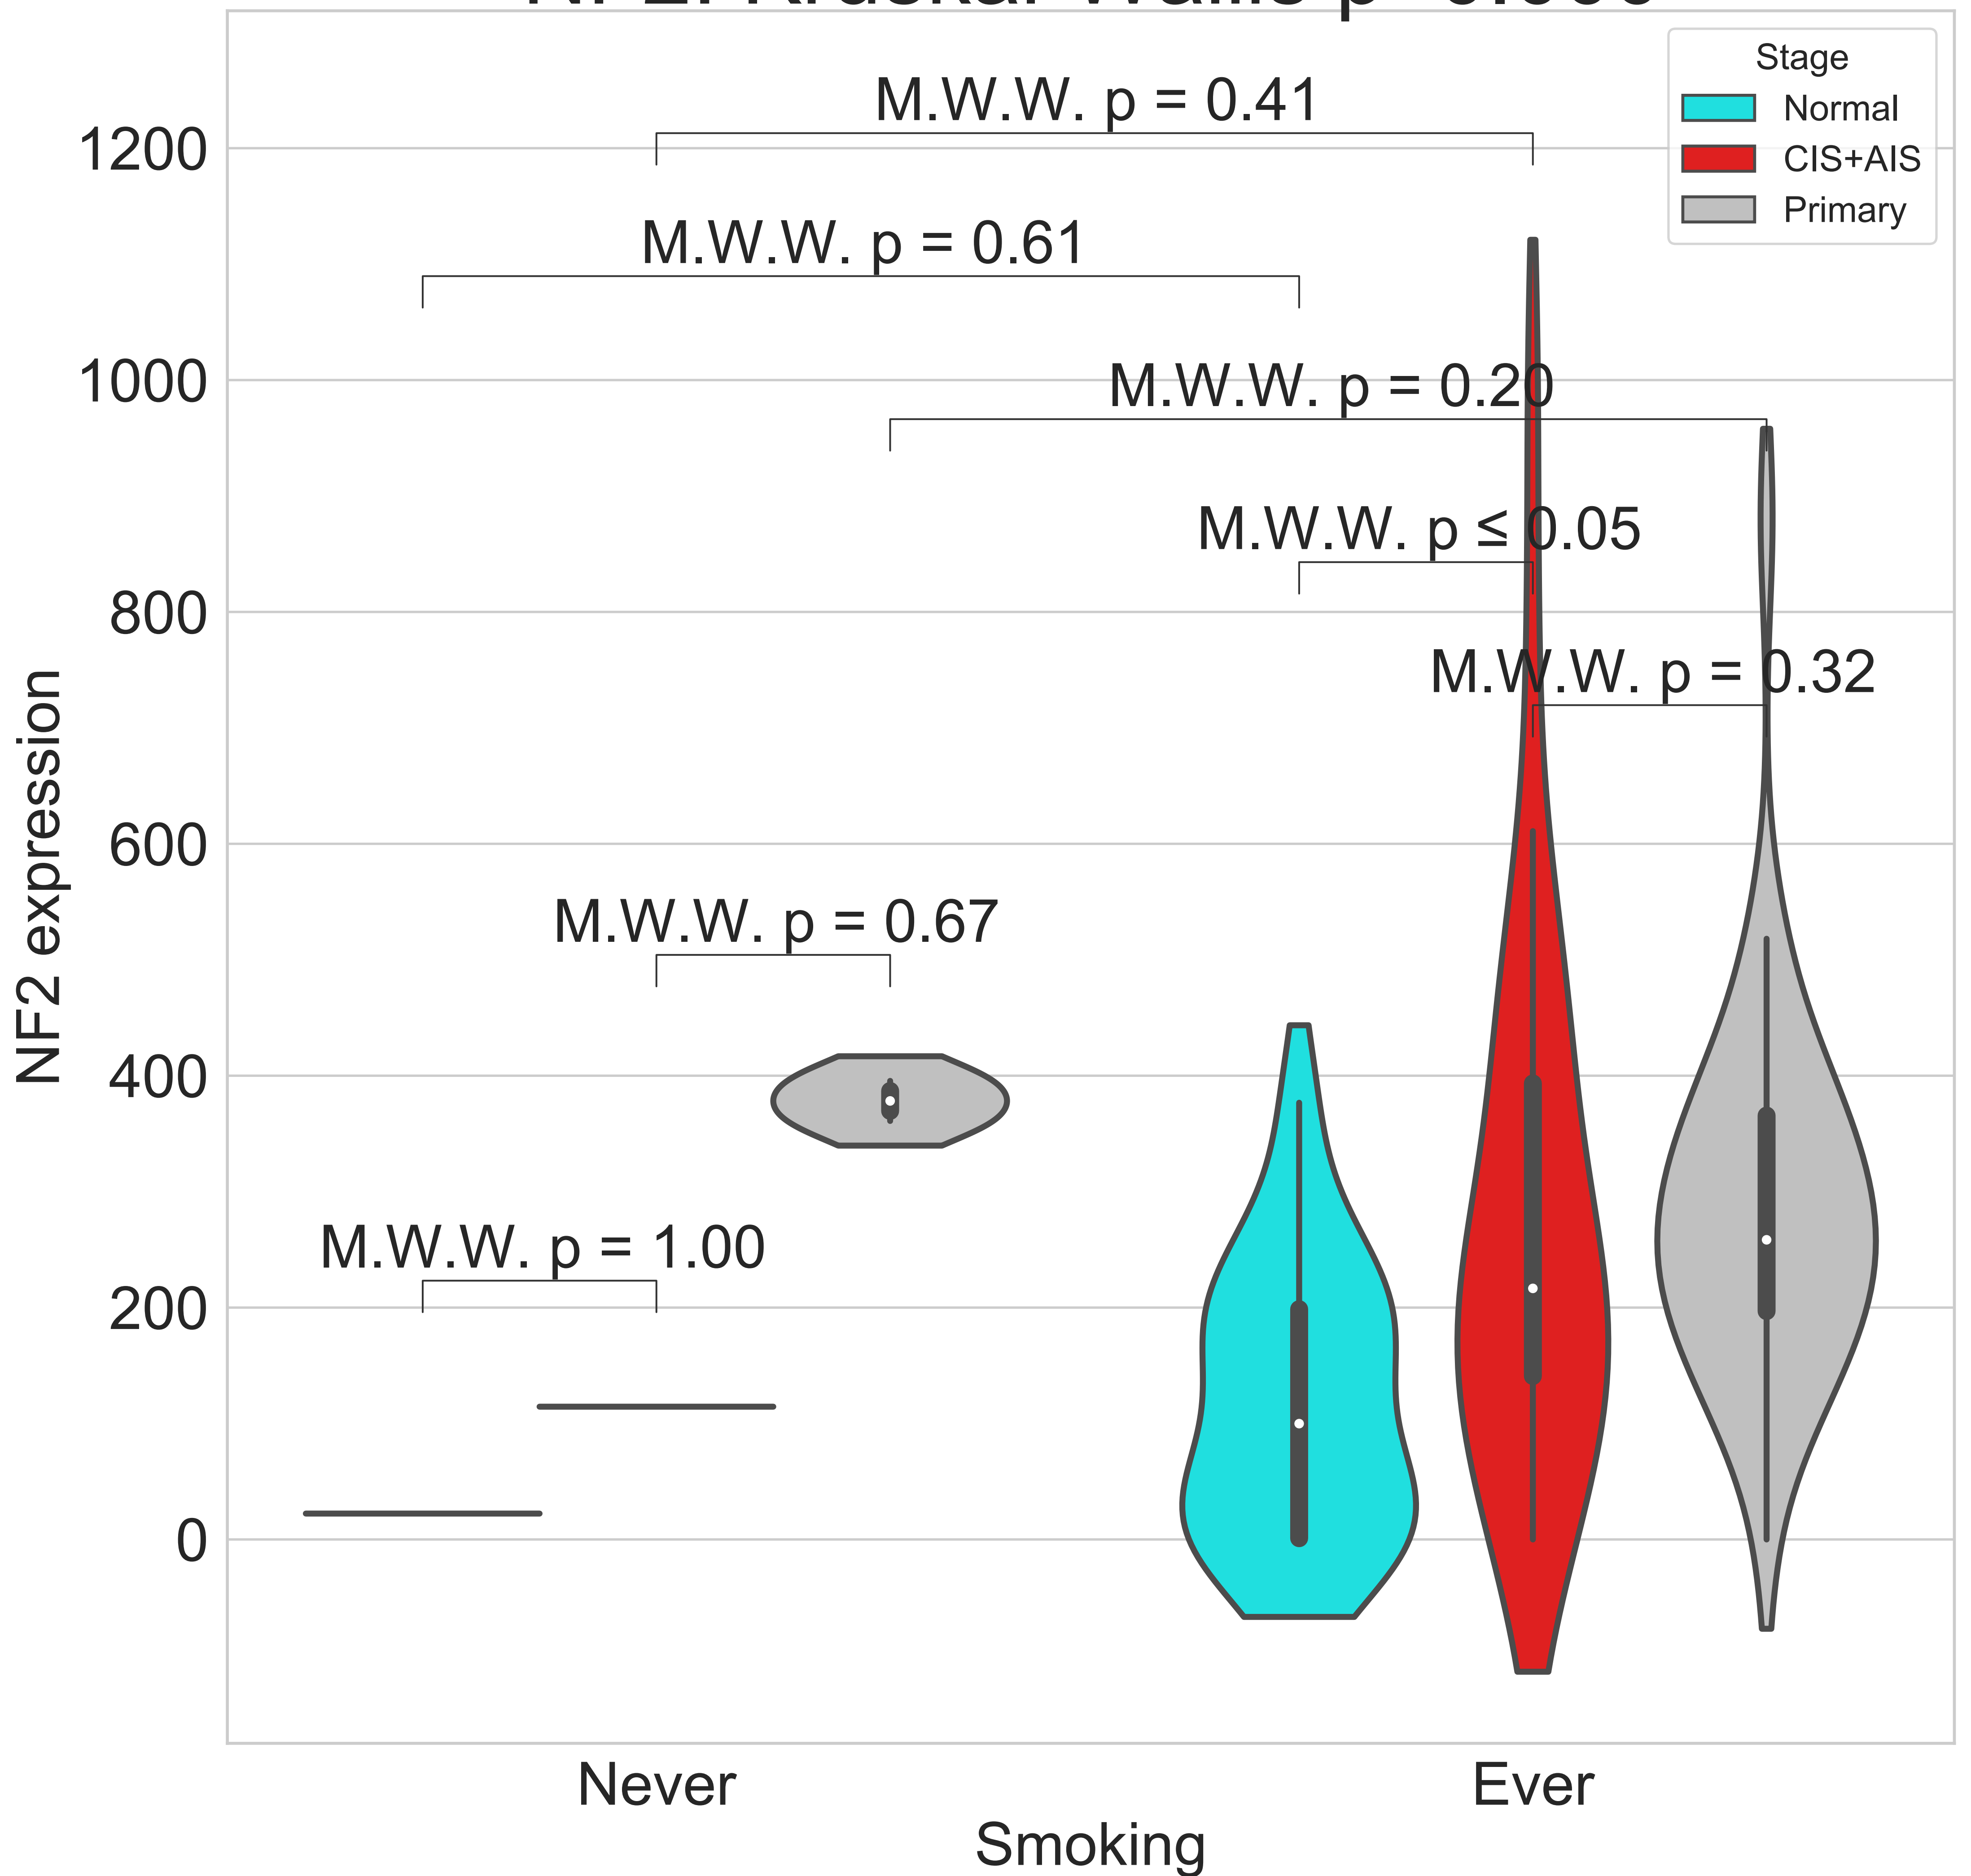 Stage
Normal
CIS+AIS
Primary
M.W.W. p = 0.41
M.W.W. p = 0.61
M.W.W. p = 0.20
M.W.W. p ≤ 0.05
M.W.W. p = 0.32
M.W.W. p = 0.67
M.W.W. p = 1.00
1200
1000
800
600
400
200
0
NF2 expression
Never
Ever
Smoking